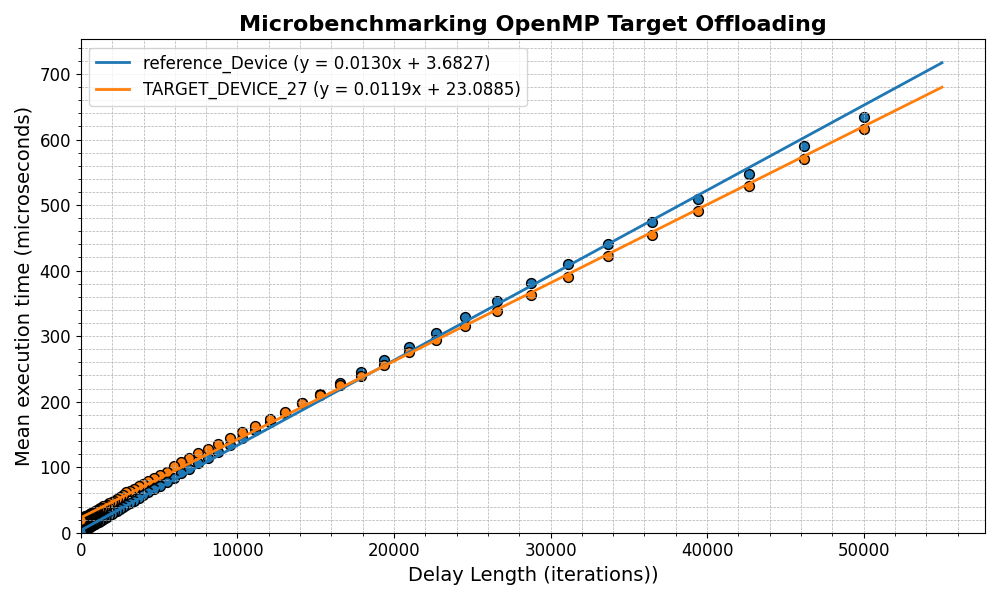 Microbenchmarking OpenMP Target Offloading
reference_Device (y = 0.0130x + 3.6827)
TARGET_DEVICE_27 (y = 0.0119x + 23.0885)
Mean execution time (microseconds)
700
600
500
400
300
200
100
0
0 10000 20000 30000 40000 50000
Delay Length (iterations))